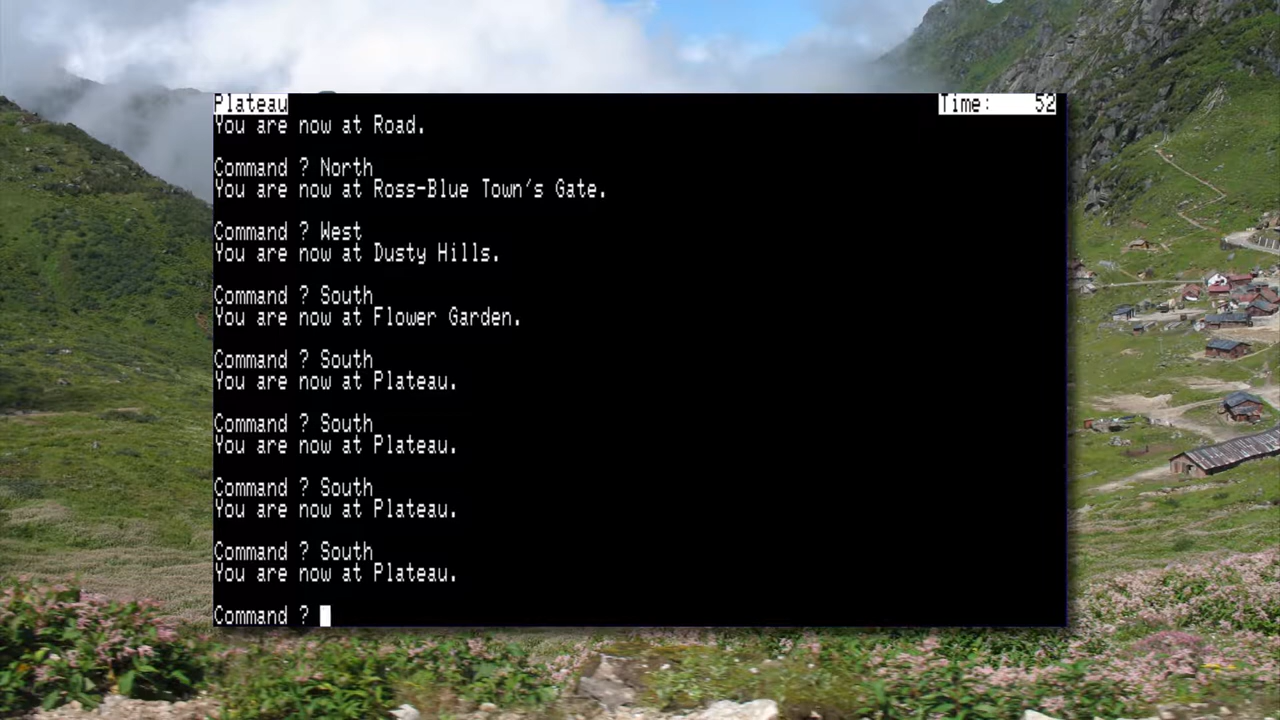 Plateau Time: 52
You are now at Road.
Command ? North
You are now at Ross-Blue Town's Gate.
Command ? West
You are now at Dusty Hills.
Command ? South
You are now at Flower Garden.
Command ? South
You are now at Plateau.
Command ? South
You are now at Plateau.
Command ? South
You are now at Plateau.
Command ? South
You are now at Plateau.
Command ?